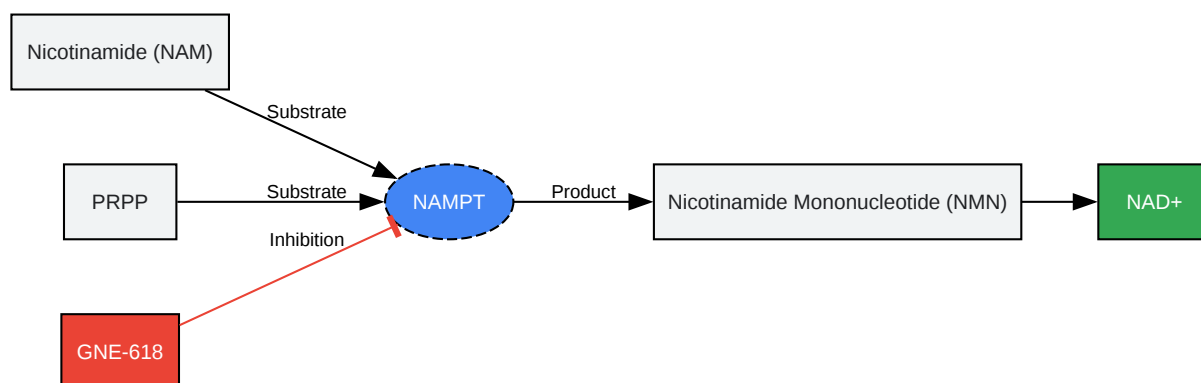 Nicotinamide (NAM)
Substrate
PRPP
Substrate
NAMPT
Product
Nicotinamide Mononucleotide (NMN)
NAD+
Inhibition
GNE-618